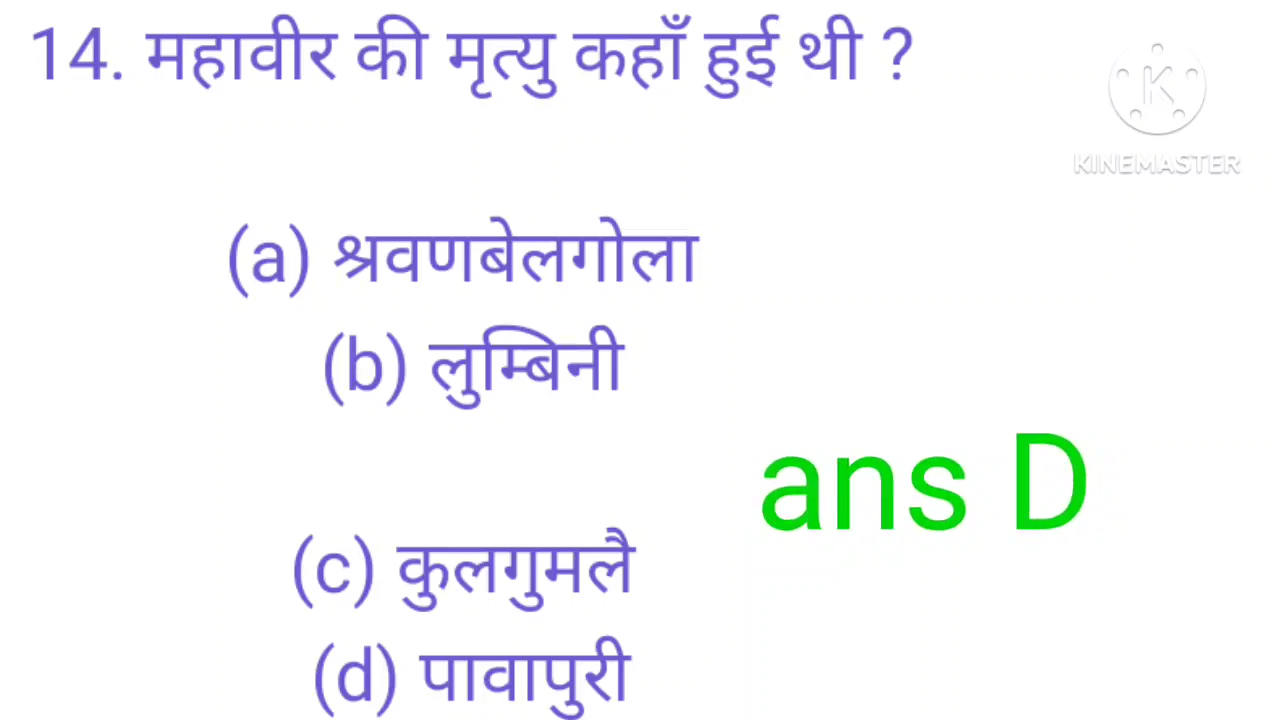 14. महावीर की मृत्यु कहाँ हुई थी ?
KINEMASTER
(a) श्रवणबेलगोला
(b) लुम्बिनी
ans D
(c) कुलगुमलै
(d) पावापुरी